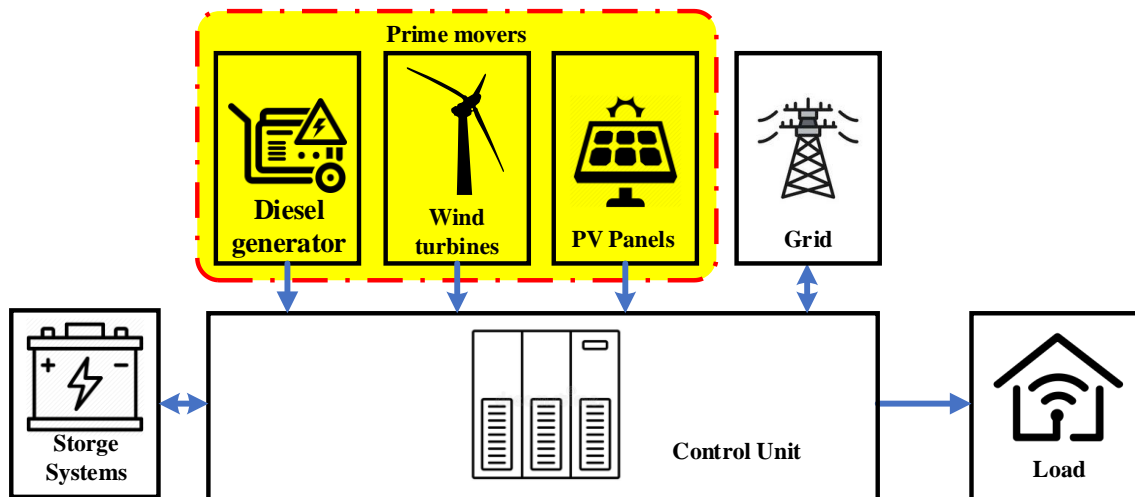 Prime movers
Diesel
generator
Wind
turbines
PV Panels
Grid
Storge
Systems
Control Unit
Load